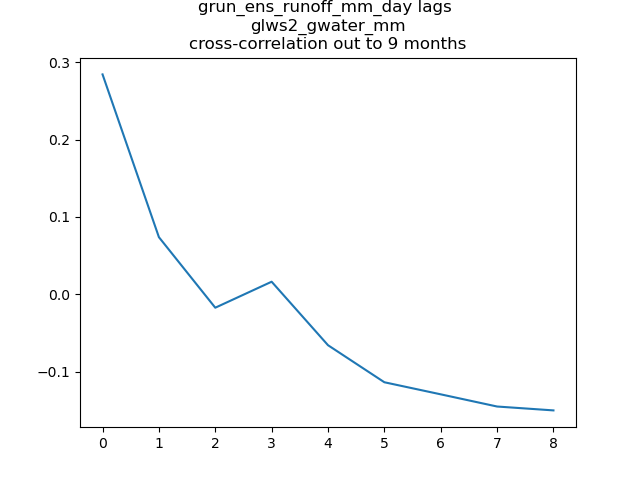 grun_ens_runoff_mm_day lags
glws2_gwater_mm
cross-correlation out to 9 months
0.3
0.2
0.1
0.0
−0.1
0 1 2 3 4 5 6 7 8